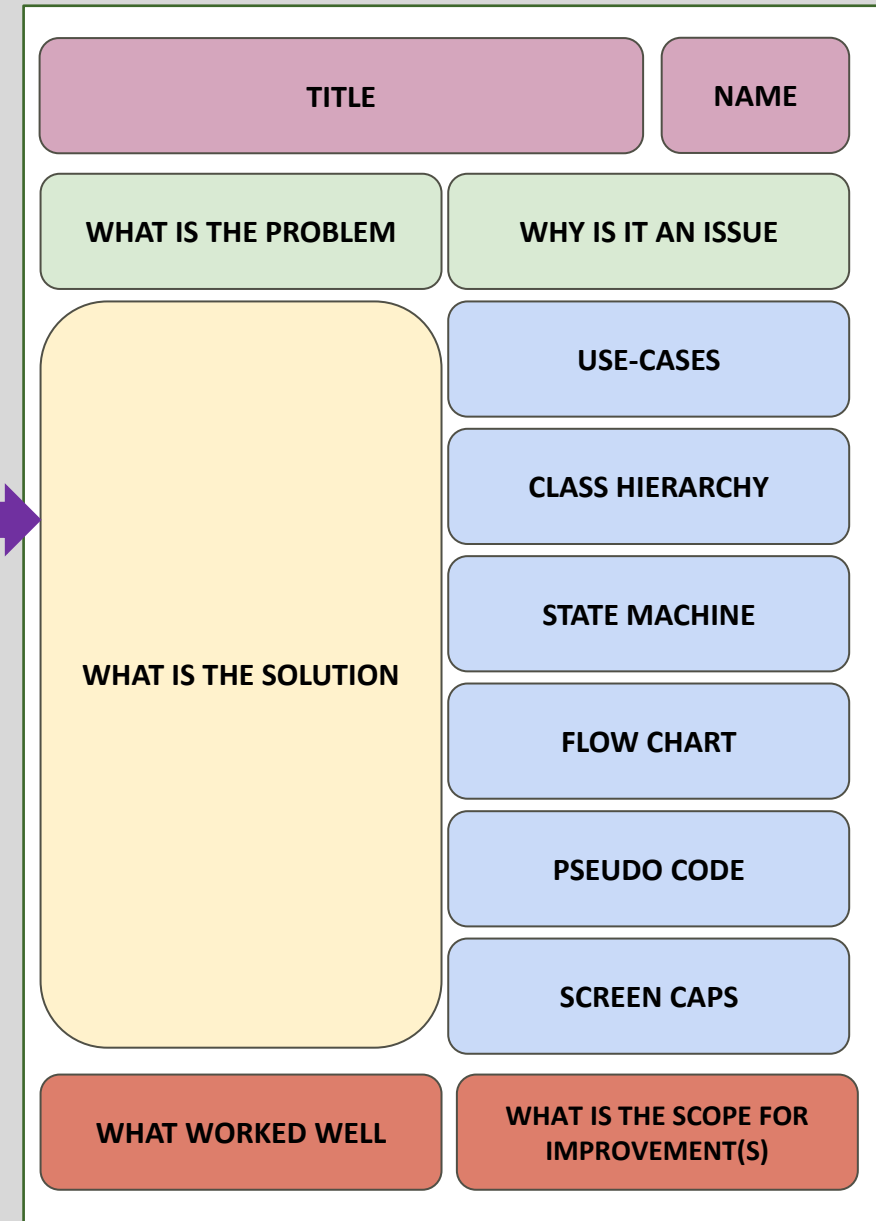 TITLE
NAME
WHAT IS THE PROBLEM
WHY IS IT AN ISSUE
WHAT IS THE SOLUTION
USE-CASES
CLASS HIERARCHY
STATE MACHINE
FLOW CHART
PSEUDO CODE
SCREEN CAPS
WHAT WORKED WELL
WHAT IS THE SCOPE FOR
IMPROVEMENT(S)